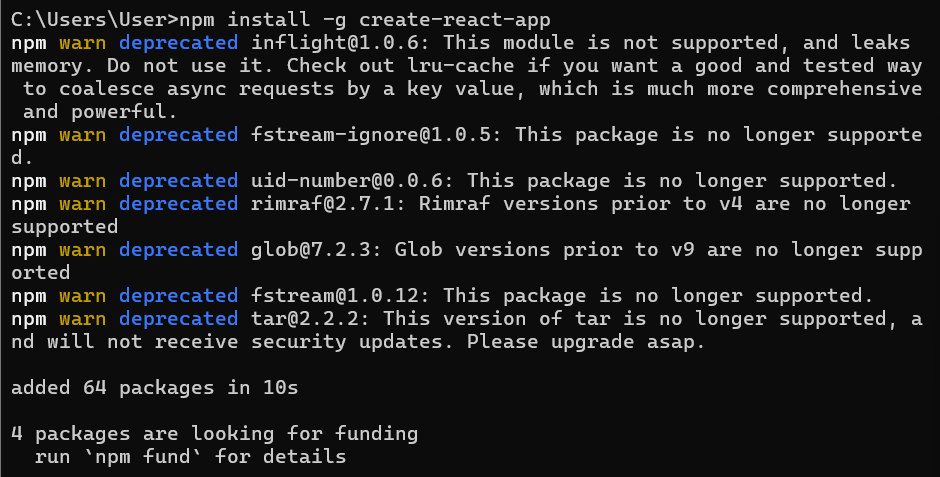 C:\Users\User>npm install -g create-react-app
npm warn deprecated inflight@1.0.6: This module is not supported, and leaks
memory. Do not use it. Check out lru-cache if you want a good and tested way
 to coalesce async requests by a key value, which is much more comprehensive
 and powerful.
npm warn deprecated fstream-ignore@1.0.5: This package is no longer supporte
d.
npm warn deprecated uid-number@0.0.6: This package is no longer supported.
npm warn deprecated rimraf@2.7.1: Rimraf versions prior to v4 are no longer
supported
npm warn deprecated glob@7.2.3: Glob versions prior to v9 are no longer supp
orted
npm warn deprecated fstream@1.0.12: This package is no longer supported.
npm warn deprecated tar@2.2.2: This version of tar is no longer supported, a
nd will not receive security updates. Please upgrade asap.

added 64 packages in 10s

4 packages are looking for funding
  run `npm fund` for details